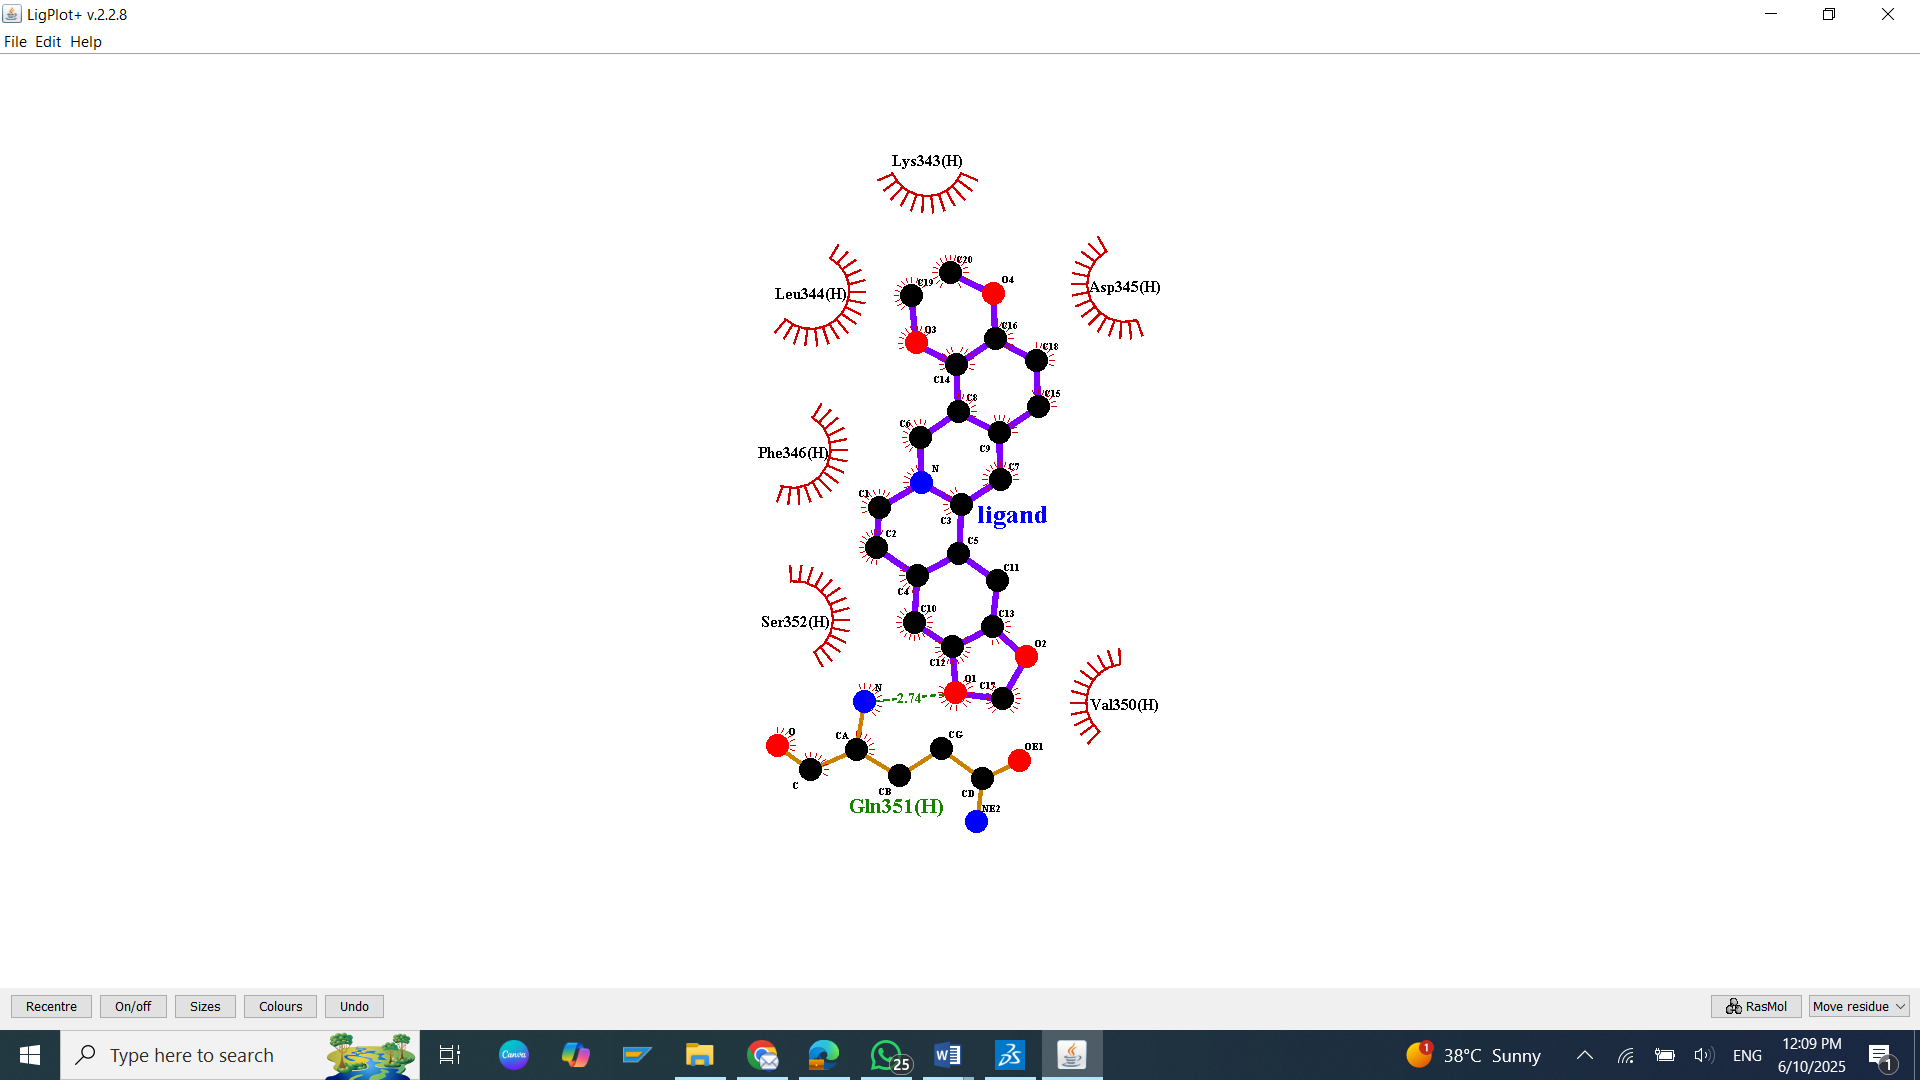 LigPlot+ v.2.2.8
File Edit Help
Lys343(H)
C20
C19
O4
Leu344(H)
Asp345(H)
O3
C16
C18
C14
C15
C8
C6
C9
Phe346(H)
N
C7
C1
C3
ligand
C2
C5
C11
C4
C10
C13
Ser352(H)
O2
C12
O1
C17
N
2.74
Val350(H)
O
CA
CG
OE1
C
CB
CD
Gln351(H)
NE2
Recentre On/off Sizes Colours Undo RasMol Move residue
Type here to search
Canva
25
1
38°C Sunny
ENG
12:09 PM
6/10/2025
1